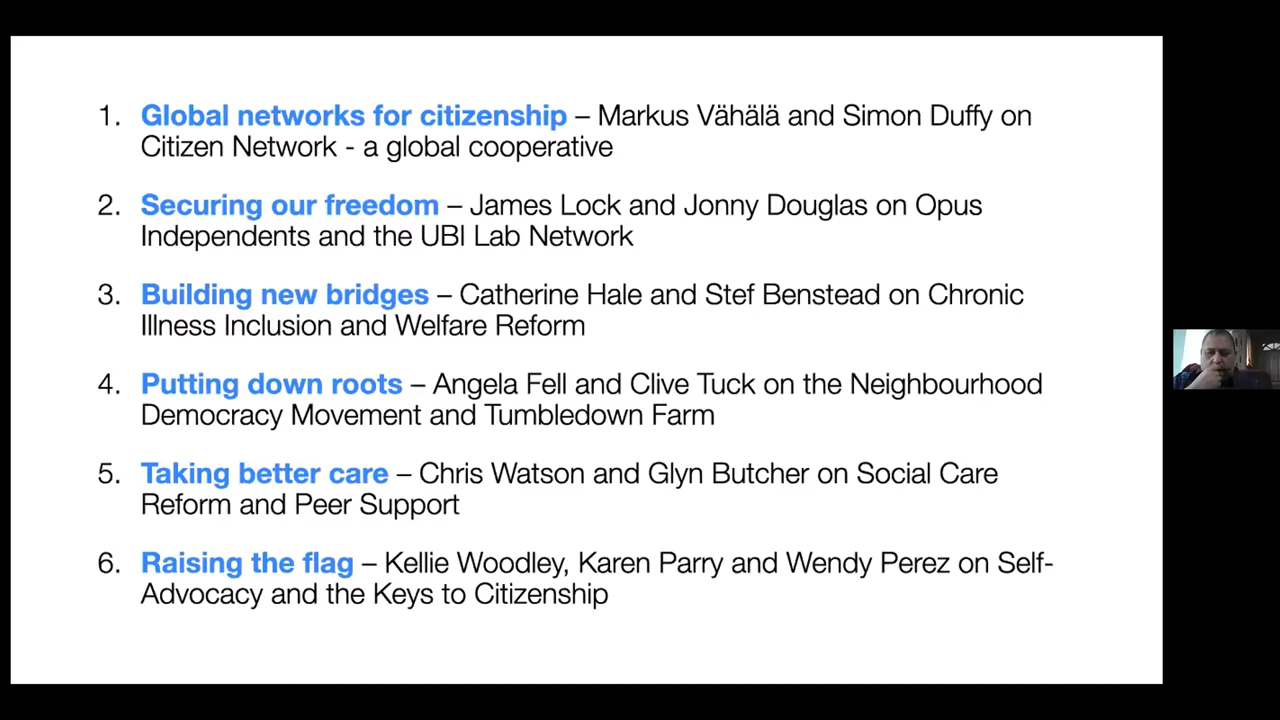 1. Global networks for citizenship – Markus Vähälä and Simon Duffy on
Citizen Network - a global cooperative
2. Securing our freedom – James Lock and Jonny Douglas on Opus
Independents and the UBI Lab Network
3. Building new bridges – Catherine Hale and Stef Benstead on Chronic
Illness Inclusion and Welfare Reform
4. Putting down roots – Angela Fell and Clive Tuck on the Neighbourhood
Democracy Movement and Tumbledown Farm
5. Taking better care – Chris Watson and Glyn Butcher on Social Care
Reform and Peer Support
6. Raising the flag – Kellie Woodley, Karen Parry and Wendy Perez on Self-
Advocacy and the Keys to Citizenship